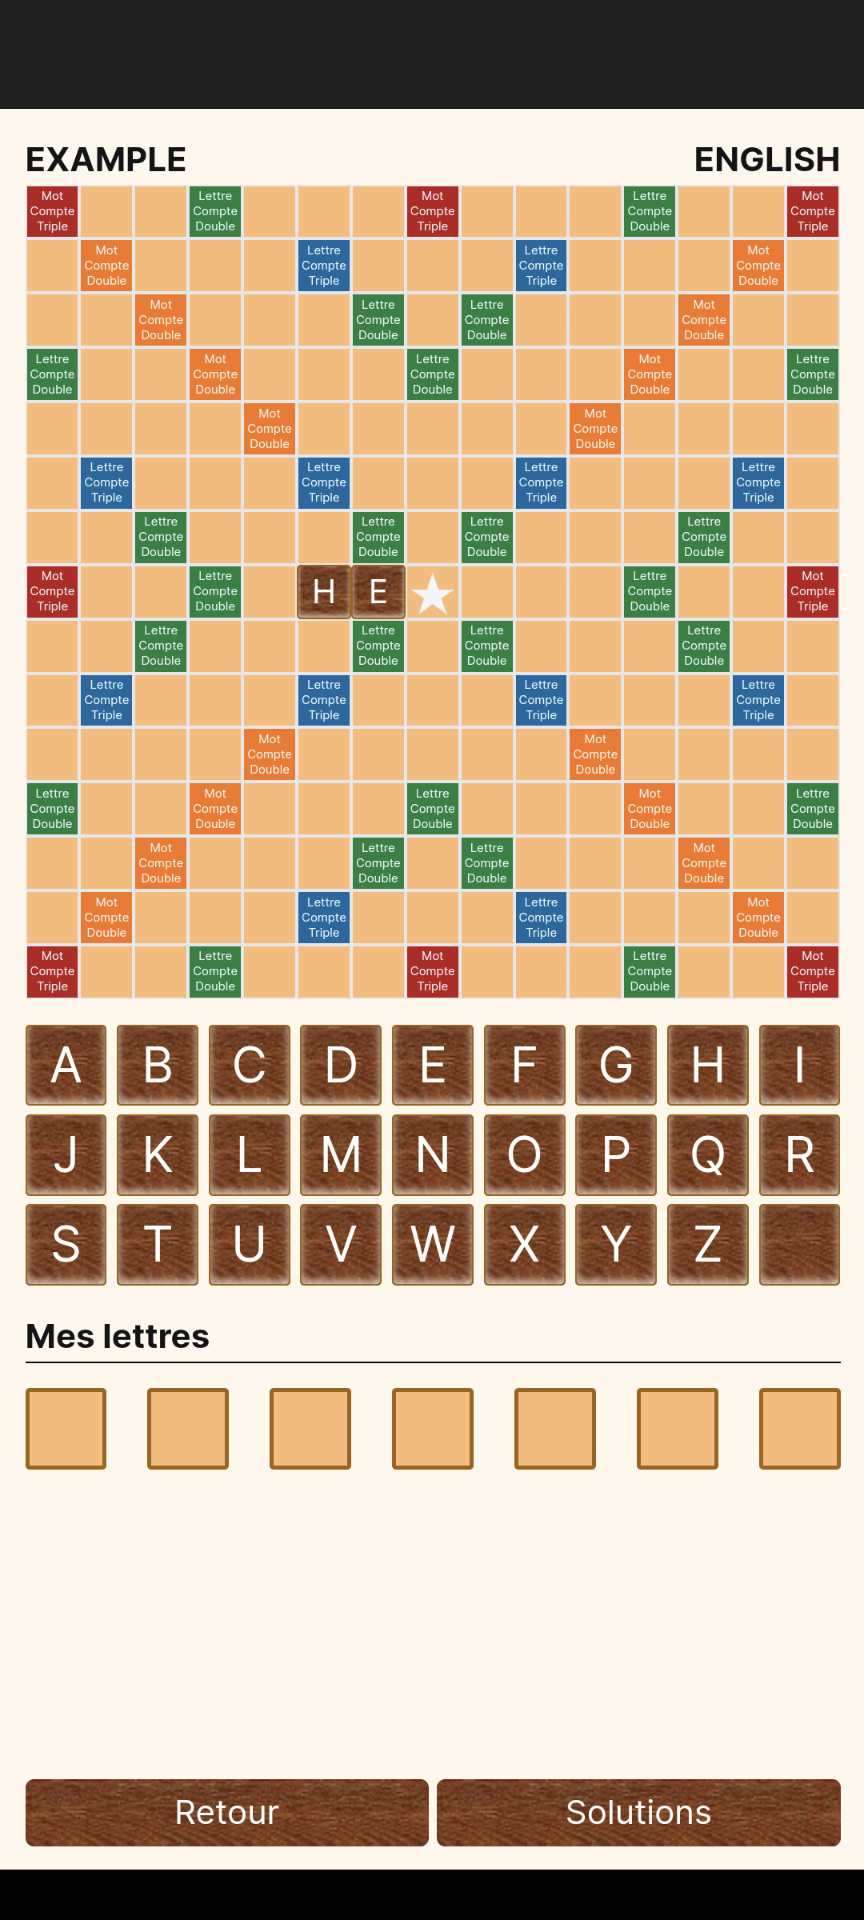 EXAMPLE ENGLISH
Mot Lettre Mot Lettre Mot
Compte Compte Compte Compte Compte
Triple Double Triple Double Triple
Mot Lettre Lettre Mot
Compte Compte Compte Compte
Double Triple Triple Double
Mot Lettre Lettre Mot
Compte Compte Compte Compte
Double Double Double Double
Lettre Mot Lettre Mot Lettre
Compte Compte Compte Compte Compte
Double Double Double Double Double
Mot Mot
Compte Compte
Double Double
Lettre Lettre Lettre Lettre
Compte Compte Compte Compte
Triple Triple Triple Triple
Lettre Lettre Lettre Lettre
Compte Compte Compte Compte
Double Double Double Double
Mot Lettre Lettre Mot
Compte Compte H E Compte Compte
Triple Double Double Triple
Lettre Lettre Lettre Lettre
Compte Compte Compte Compte
Double Double Double Double
Lettre Lettre Lettre Lettre
Compte Compte Compte Compte
Triple Triple Triple Triple
Mot Mot
Compte Compte
Double Double
Lettre Mot Lettre Mot Lettre
Compte Compte Compte Compte Compte
Double Double Double Double Double
Mot Lettre Lettre Mot
Compte Compte Compte Compte
Double Double Double Double
Mot Lettre Lettre Mot
Compte Compte Compte Compte
Double Triple Triple Double
Mot Lettre Mot Lettre Mot
Compte Compte Compte Compte Compte
Triple Double Triple Double Triple
A B C D E F G H I
J K L M N O P Q R
S T U V W X Y Z
Mes lettres
Retour Solutions